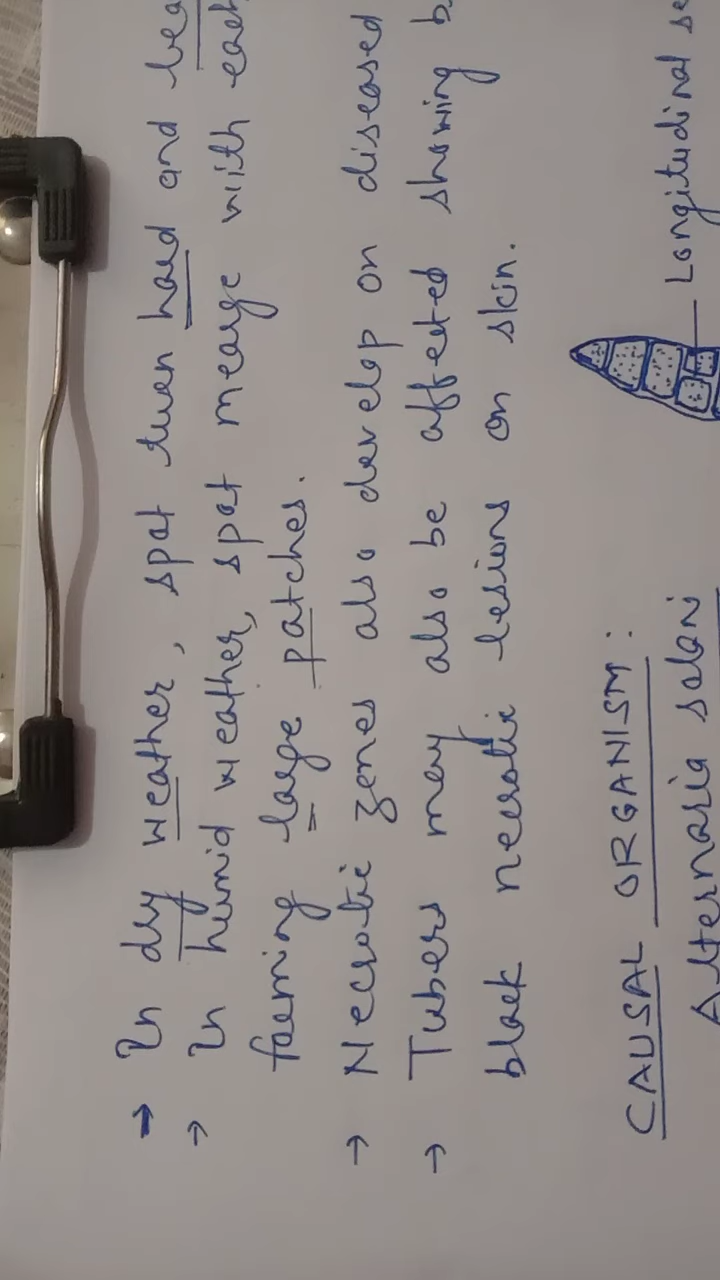 → In dry weather, spot turn hard and
→ In humid weather, spot mearge with each
forming large patches.
→ Necrotic zones also develop on diseased
→ Tubers may also be affected showing b
black necrotic lesions on skin.
Longitudinal se
CAUSAL ORGANISM:
Alternaria solani